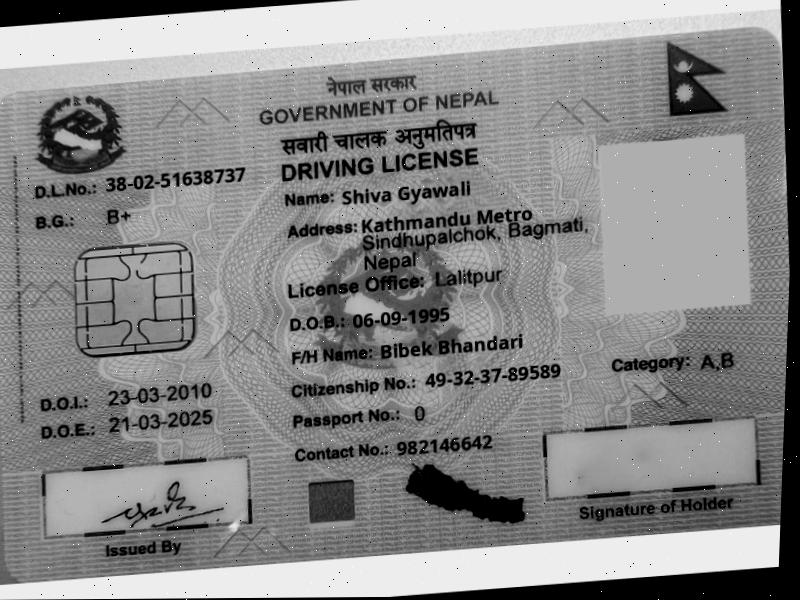 नेपाल सरकार
GOVERNMENT OF NEPAL
सवारी चालक अनुमतिपत्र
DRIVING LICENSE
D.L.No.: 38-02-51638737
B.G.: B+
Name: Shiva Gyawali
Address: Kathmandu Metro
Sindhupalchok, Bagmati,
Nepal
License Office: Lalitpur
D.O.B.: 06-09-1995
F/H Name: Bibek Bhandari
Citizenship No.: 49-32-37-89589
Category: A,B
Passport No.: 0
Contact No.: 982146642
D.O.I.: 23-03-2010
D.O.E.: 21-03-2025
Issued By
Signature of Holder